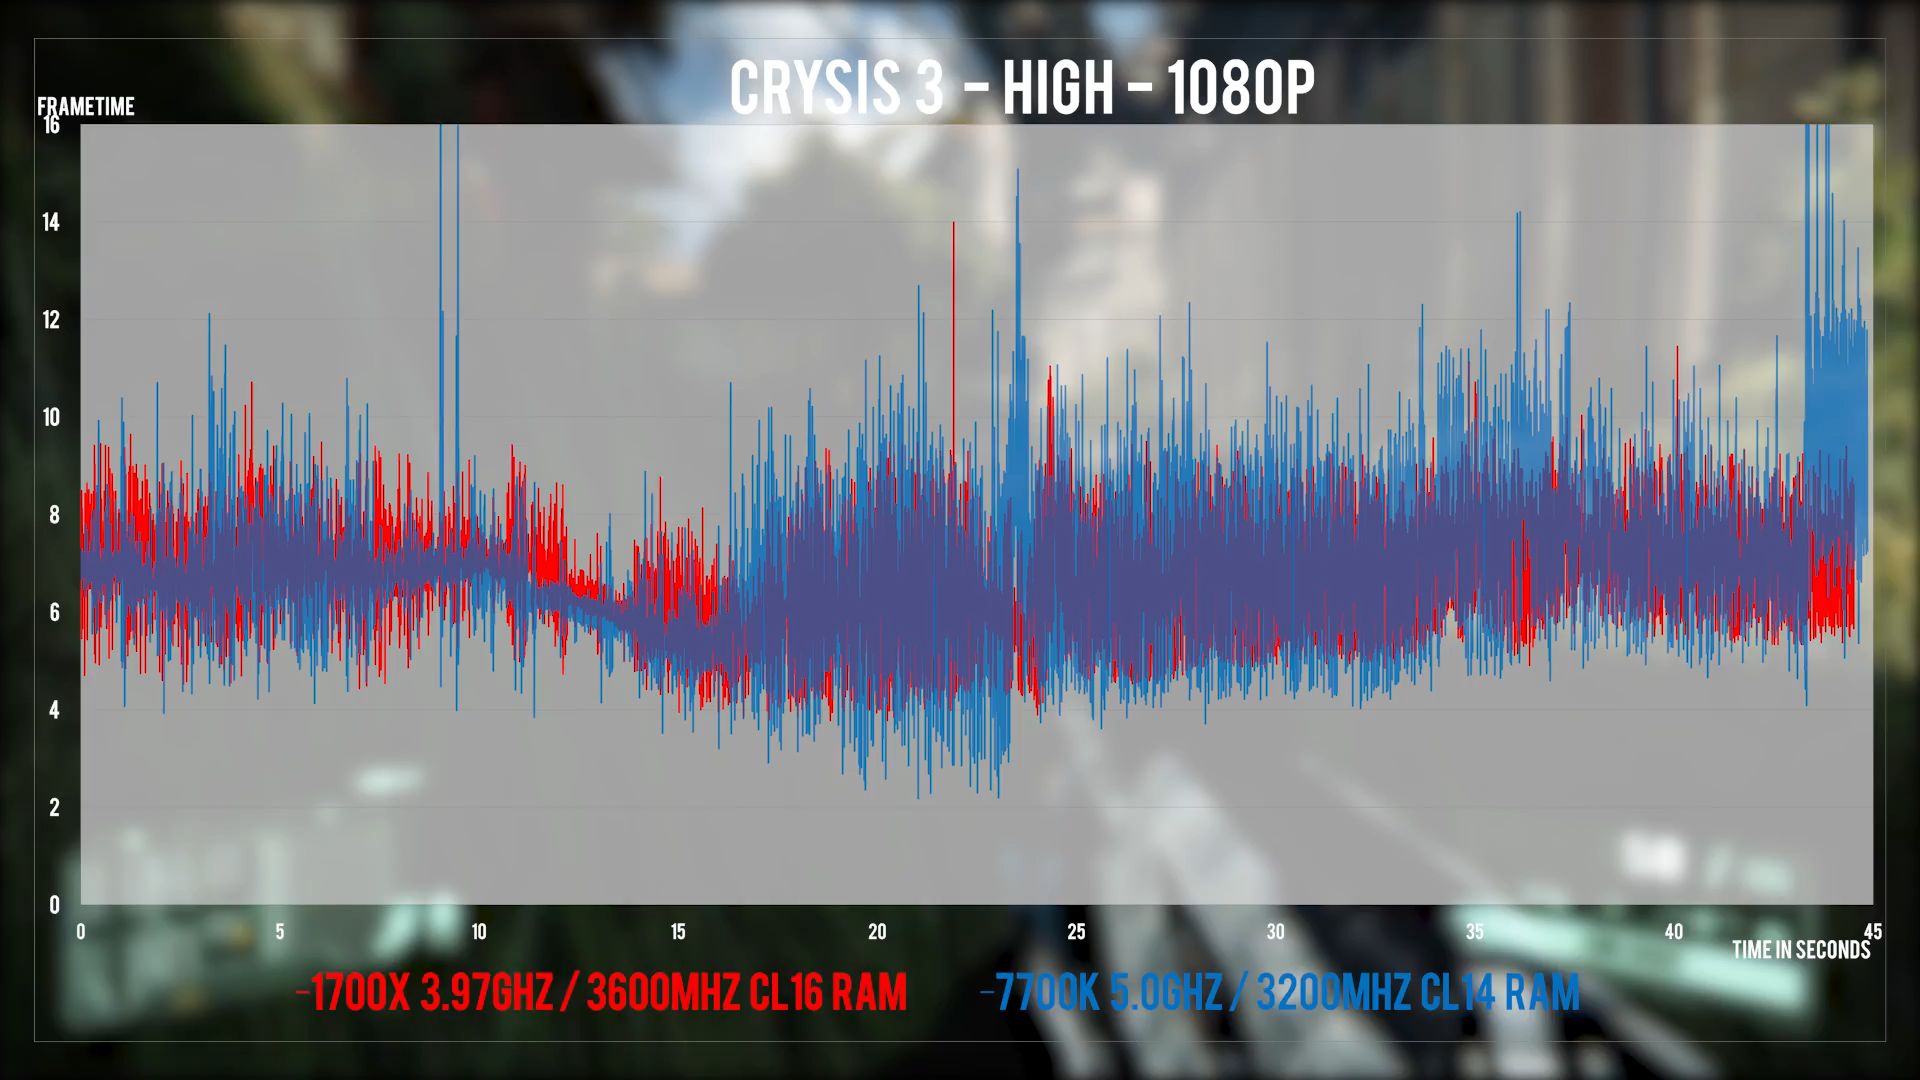 CRYSIS 3 - HIGH - 1080P
FRAMETIME
16
14
12
10
8
6
4
2
0
0 5 10 15 20 25 30 35 40 45
TIME IN SECONDS
-1700X 3.97GHZ / 3600MHZ CL16 RAM
-7700K 5.0GHZ / 3200MHZ CL14 RAM